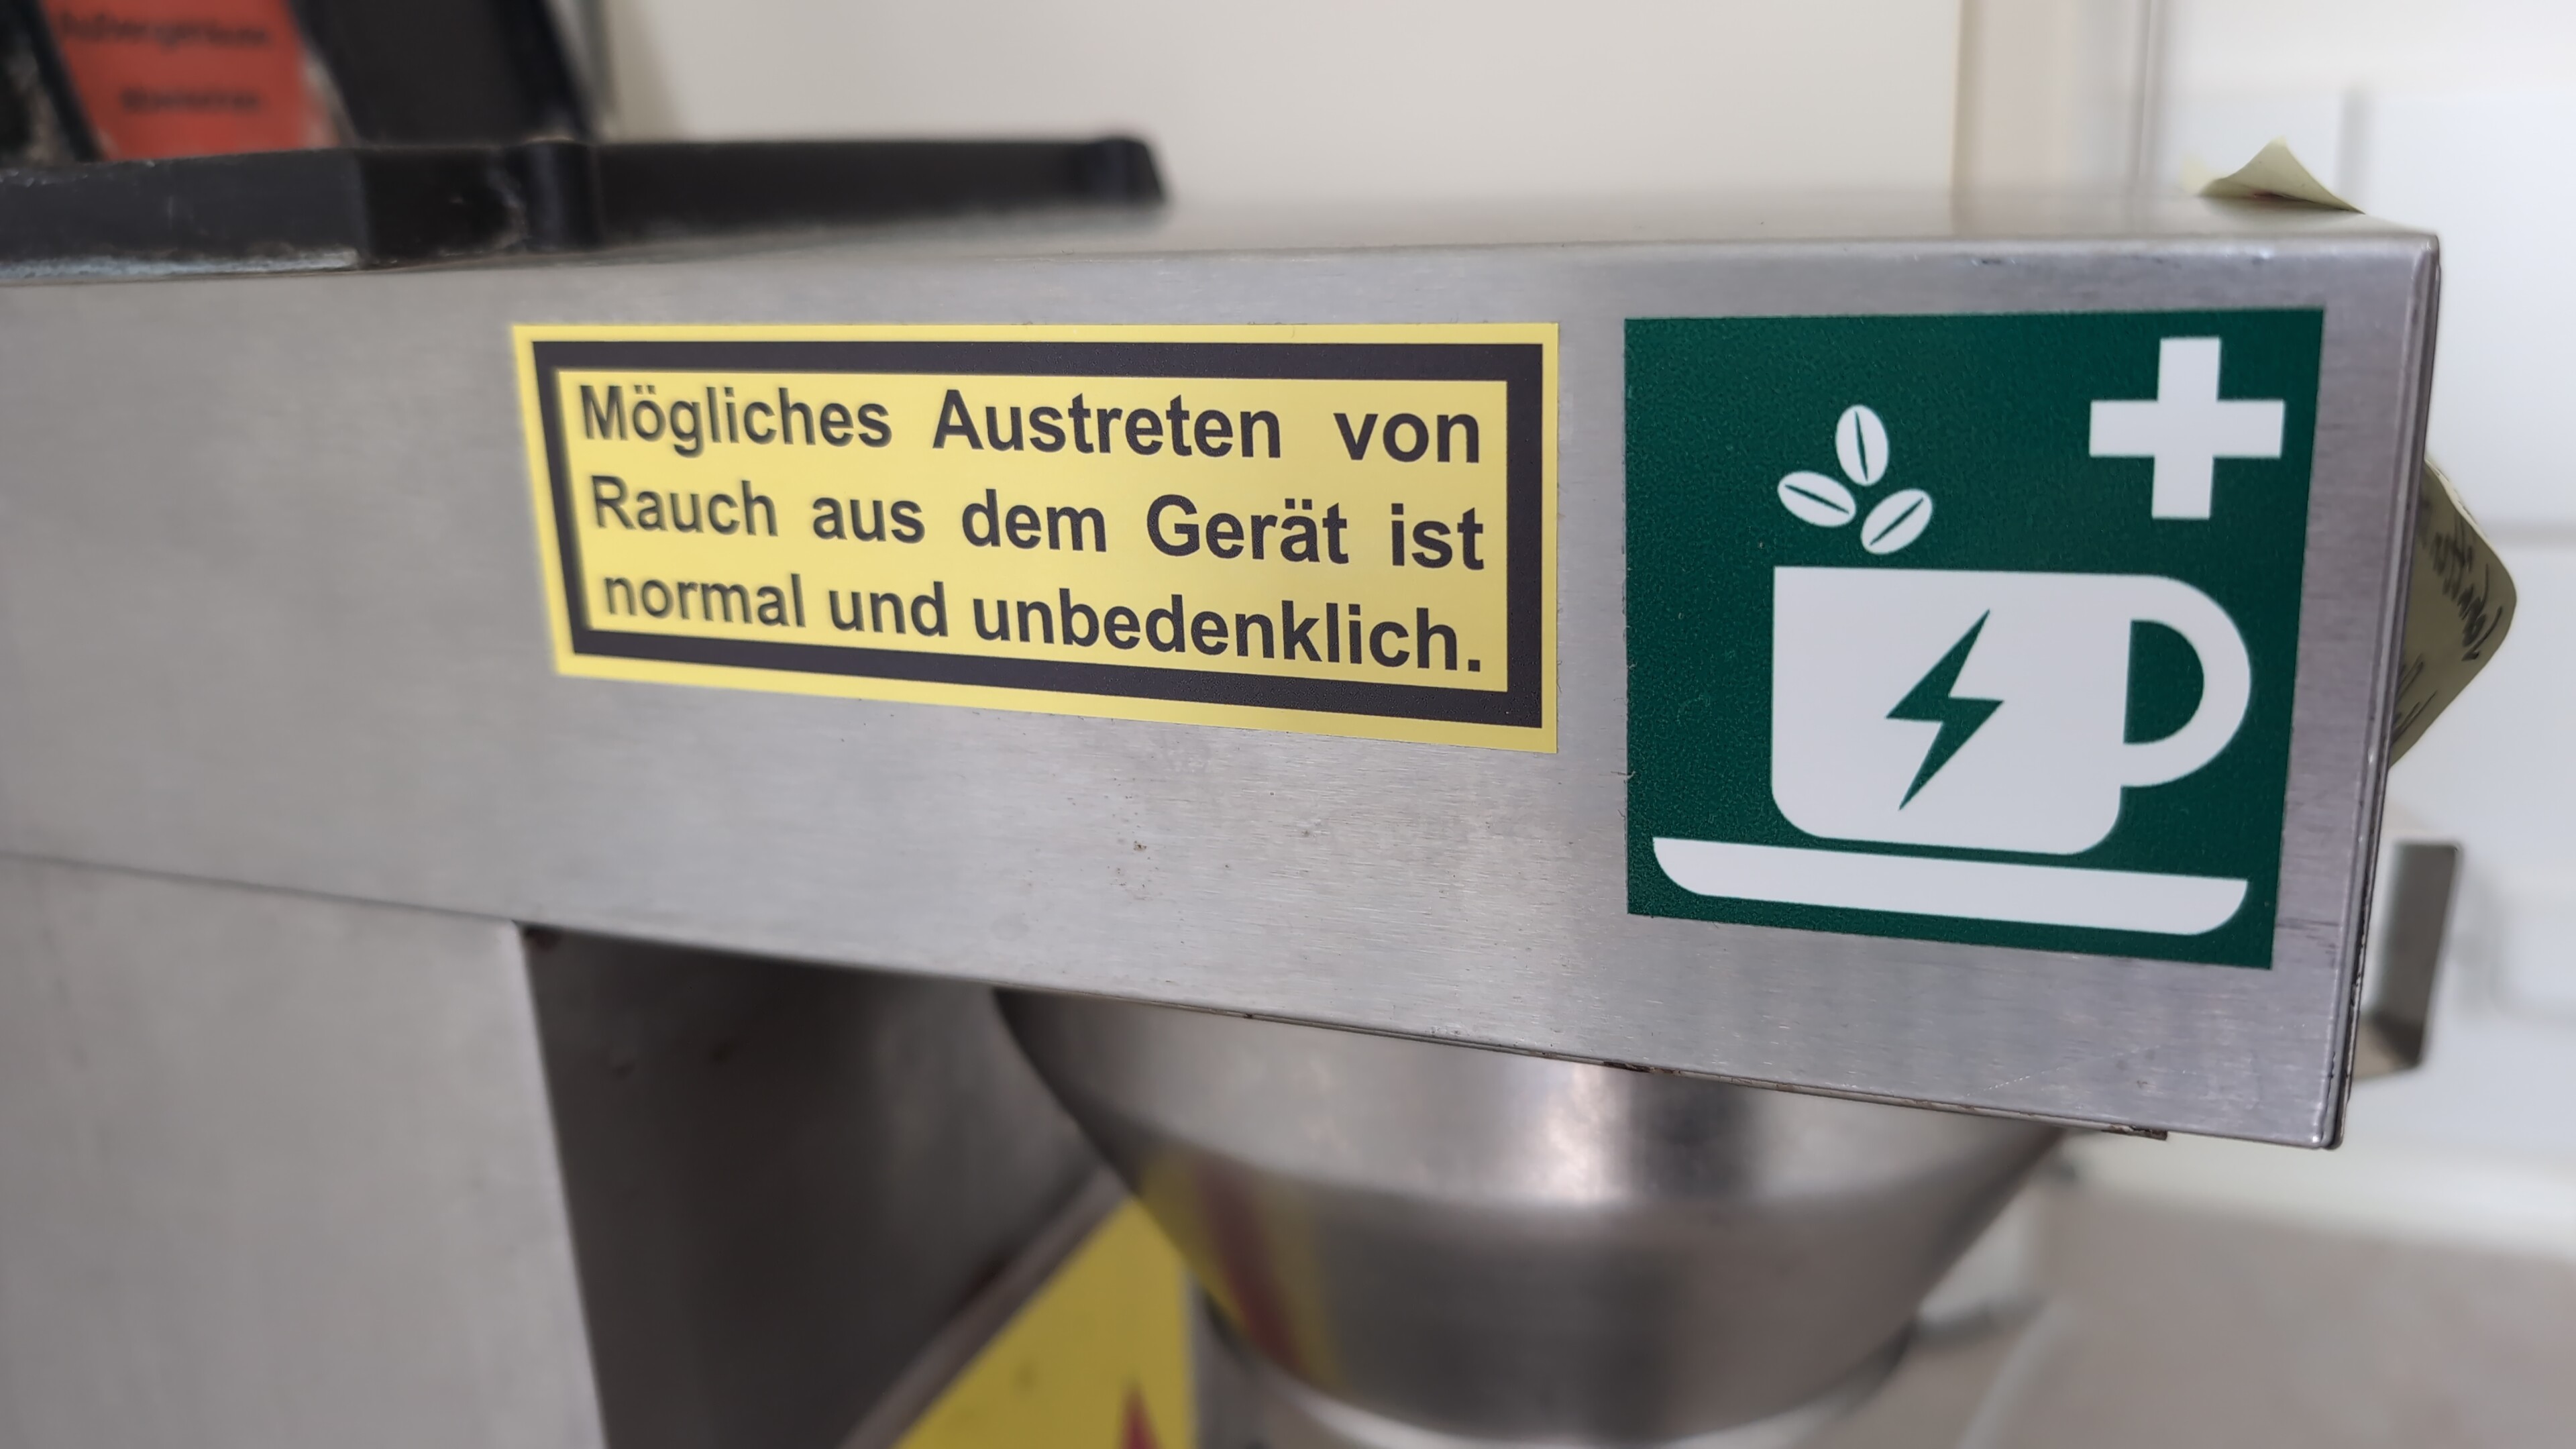 Mögliches Austreten von
Rauch aus dem Gerät ist
normal und unbedenklich.